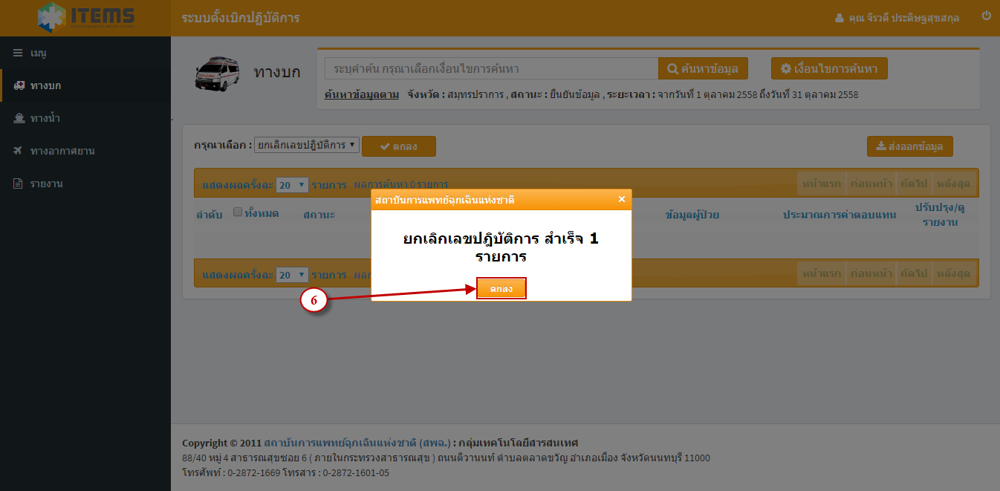 ITEMS
ระบบตั้งเบิกปฏิบัติการ
คุณ จิรวดี ประดิษฐสุขสกุล
เมนู
ทางบก
ทางน้ำ
ทางอากาศยาน
รายงาน
ทางบก
ระบุคำค้น กรุณาเลือกเงื่อนไขการค้นหา
ค้นหาข้อมูล
เงื่อนไขการค้นหา
ค้นหาข้อมูลตาม จังหวัด : สมุทรปราการ , สถานะ : ยืนยันข้อมูล , ระยะเวลา : จากวันที่ 1 ตุลาคม 2558 ถึงวันที่ 31 ตุลาคม 2558
กรุณาเลือก : ยกเลิกเลขปฏิบัติการ ตกลง
ส่งออกข้อมูล
แสดงผลครั้งละ 20 รายการ ผลการค้นหา 0 รายการ
หน้าแรก ก่อนหน้า ถัดไป หลังสุด
ลำดับ ทั้งหมด สถานะ ข้อมูลผู้ป่วย ประมาณการค่าตอบแทน ปรับปรุง/ดู
รายงาน
สถาบันการแพทย์ฉุกเฉินแห่งชาติ ×
ยกเลิกเลขปฎิบัติการ สำเร็จ 1
รายการ
ตกลง
6
แสดงผลครั้งละ 20 รายการ
หน้าแรก ก่อนหน้า ถัดไป หลังสุด
Copyright © 2011 สถาบันการแพทย์ฉุกเฉินแห่งชาติ (สพฉ.) : กลุ่มเทคโนโลยีสารสนเทศ
88/40 หมู่ 4 สาธารณสุขซอย 6 ( ภายในกระทรวงสาธารณสุข ) ถนนติวานนท์ ตำบลตลาดขวัญ อำเภอเมือง จังหวัดนนทบุรี 11000
โทรศัพท์ : 0-2872-1669 โทรสาร : 0-2872-1601-05